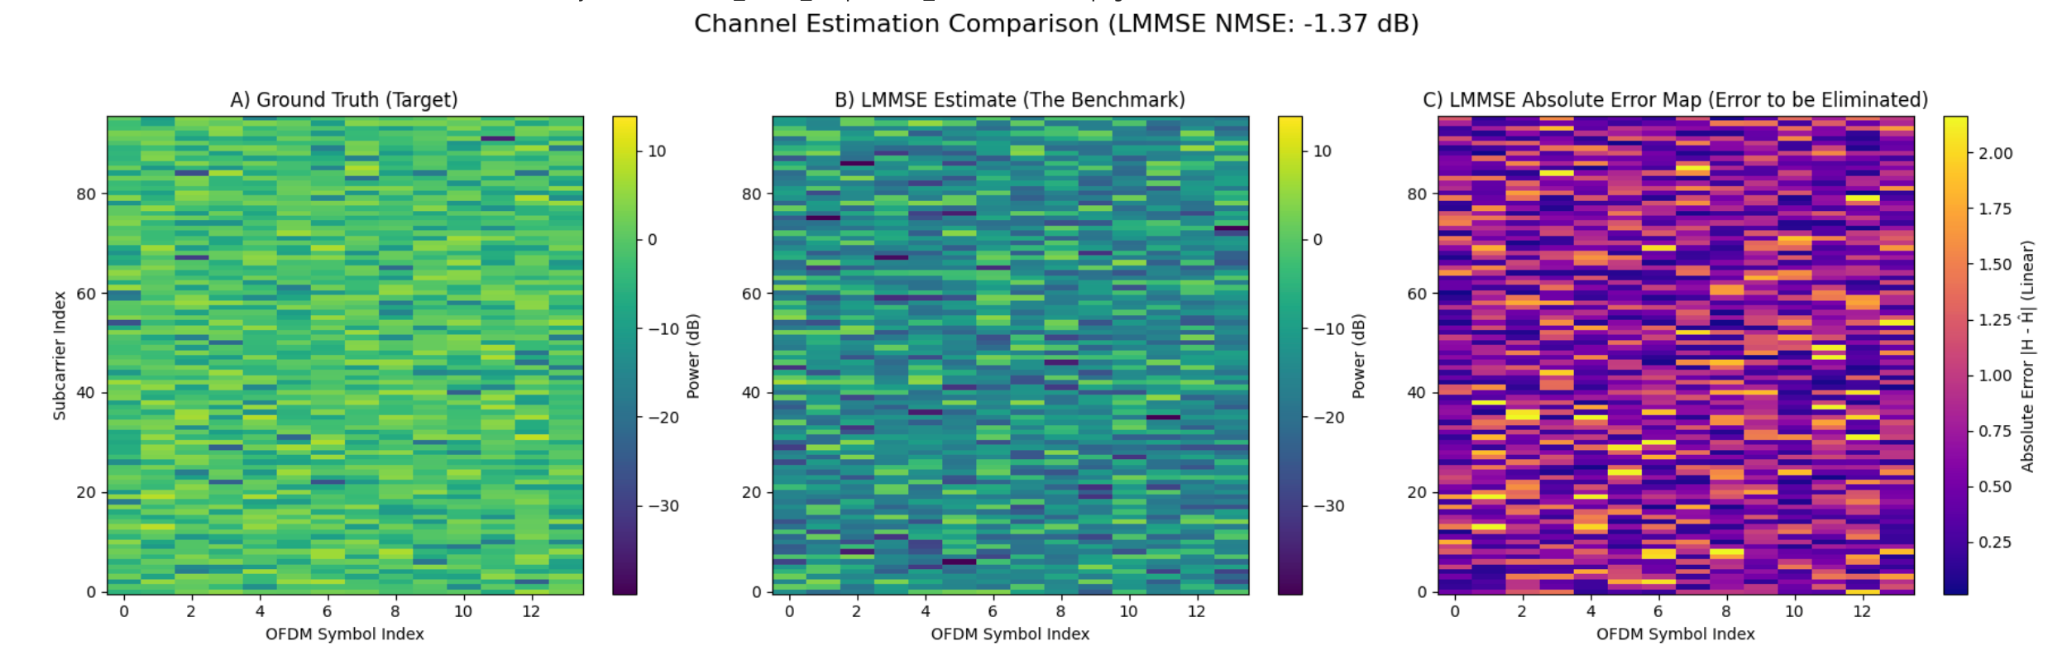 Channel Estimation Comparison (LMMSE NMSE: -1.37 dB)
A) Ground Truth (Target)
B) LMMSE Estimate (The Benchmark)
C) LMMSE Absolute Error Map (Error to be Eliminated)
Subcarrier Index
80
60
40
20
0
0 2 4 6 8 10 12
OFDM Symbol Index
10
0
−10
−20
−30
Power (dB)
80
60
40
20
0
0 2 4 6 8 10 12
OFDM Symbol Index
10
0
−10
−20
−30
Power (dB)
80
60
40
20
0
0 2 4 6 8 10 12
OFDM Symbol Index
2.00
1.75
1.50
1.25
1.00
0.75
0.50
0.25
Absolute Error |H - Ĥ| (Linear)